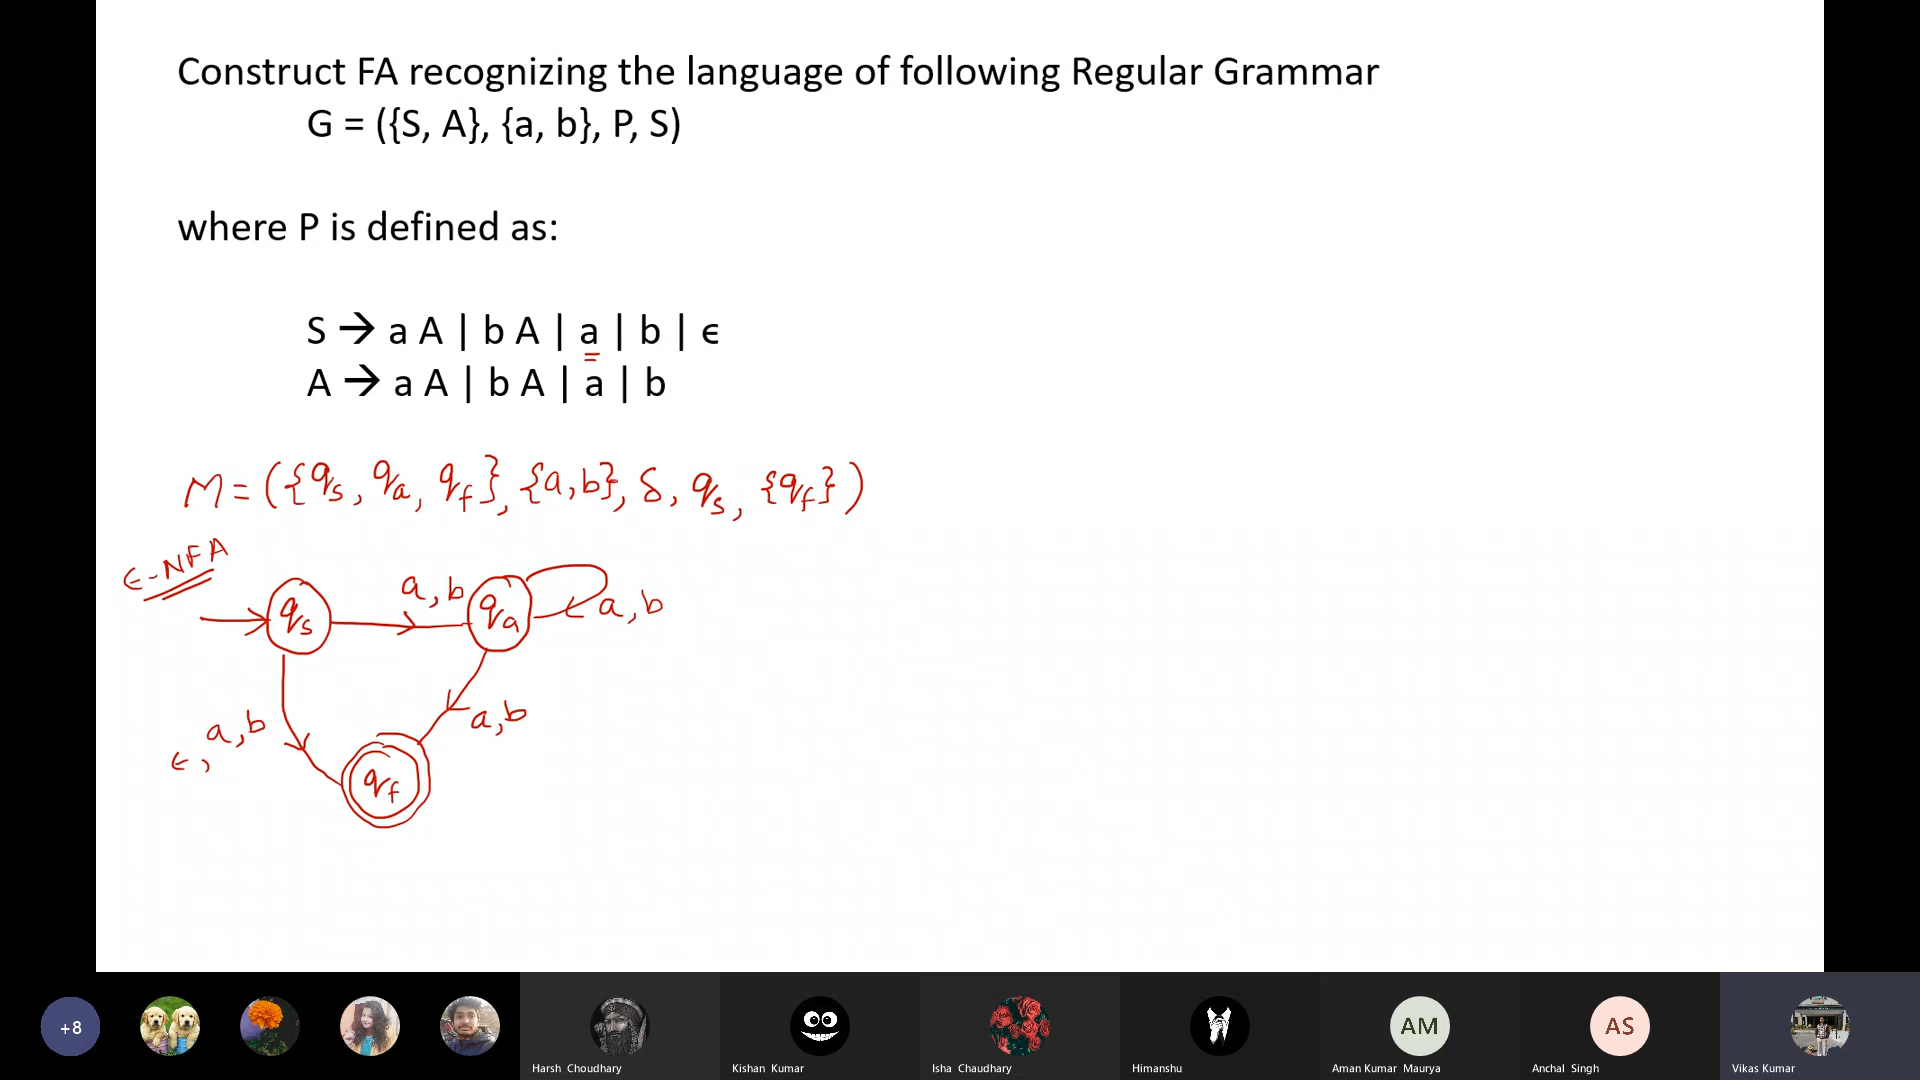 Construct FA recognizing the language of following Regular Grammar
G = ({S, A}, {a, b}, P, S)
where P is defined as:
S → a A | b A | a | b | ϵ
A → a A | b A | a | b
M = ({qs, qa, qf}, {a,b}, δ, qs, {qf})
ϵ-NFA
qs
a,b
qa
a,b
ϵ, a,b
a,b
qf
+8
Harsh Choudhary
Kishan Kumar
Isha Chaudhary
Himanshu
AM
Aman Kumar Maurya
AS
Anchal Singh
Vikas Kumar